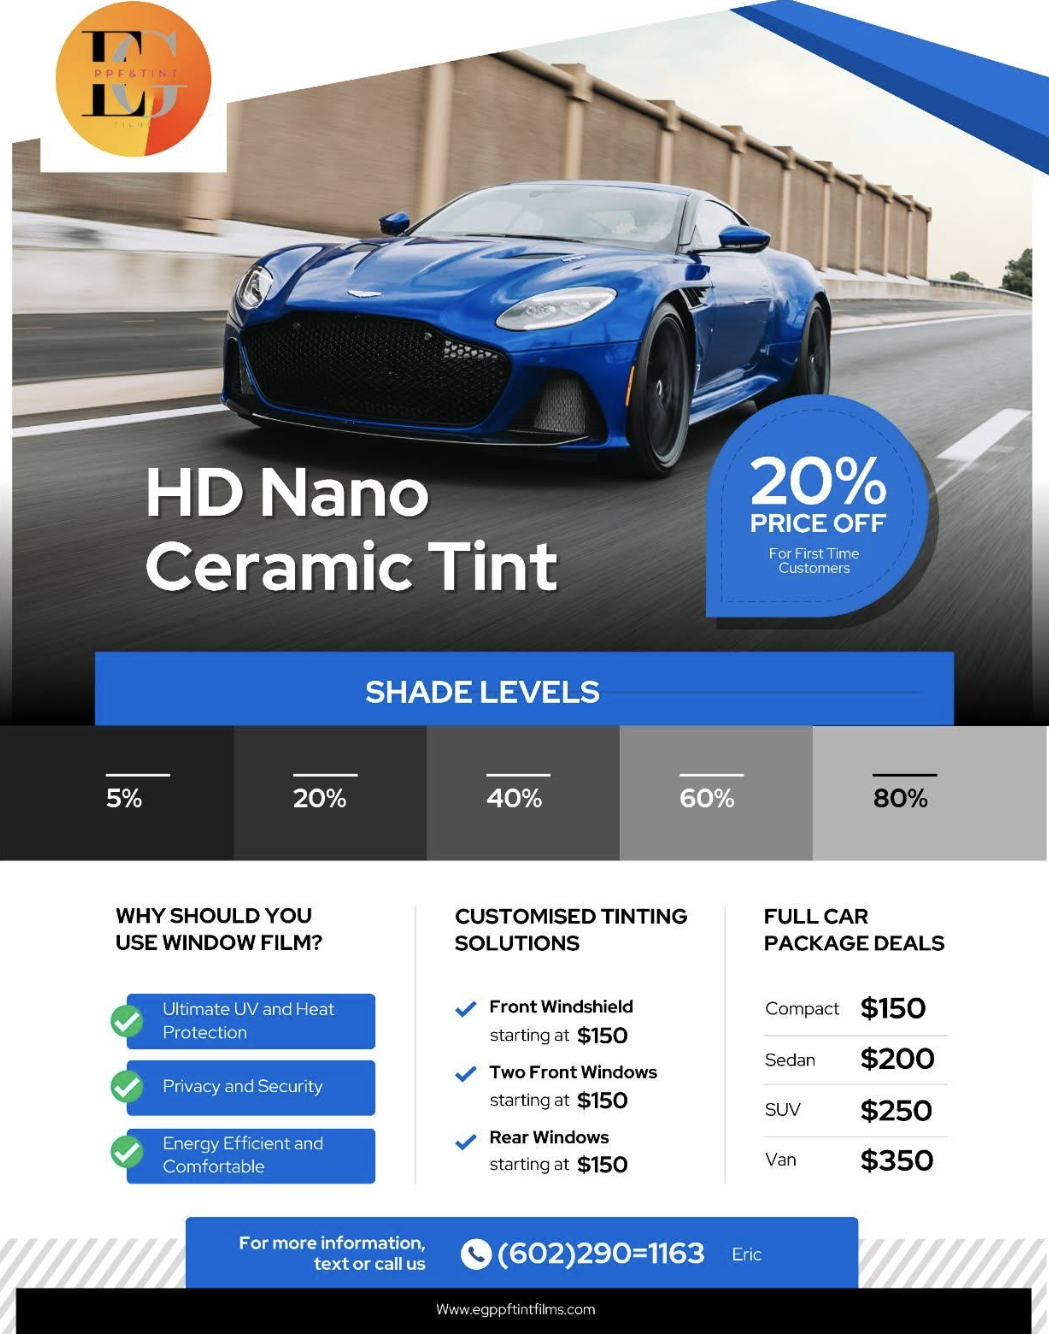 EG
PPF&TINT
FILMS
HD Nano
Ceramic Tint
20%
PRICE OFF
For First Time
Customers
SHADE LEVELS
5%
20%
40%
60%
80%
WHY SHOULD YOU
USE WINDOW FILM?
Ultimate UV and Heat
Protection
Privacy and Security
Energy Efficient and
Comfortable
CUSTOMISED TINTING
SOLUTIONS
Front Windshield
starting at $150
Two Front Windows
starting at $150
Rear Windows
starting at $150
FULL CAR
PACKAGE DEALS
Compact $150
Sedan $200
SUV $250
Van $350
For more information,
text or call us
(602)290=1163 Eric
Www.egppftintfilms.com